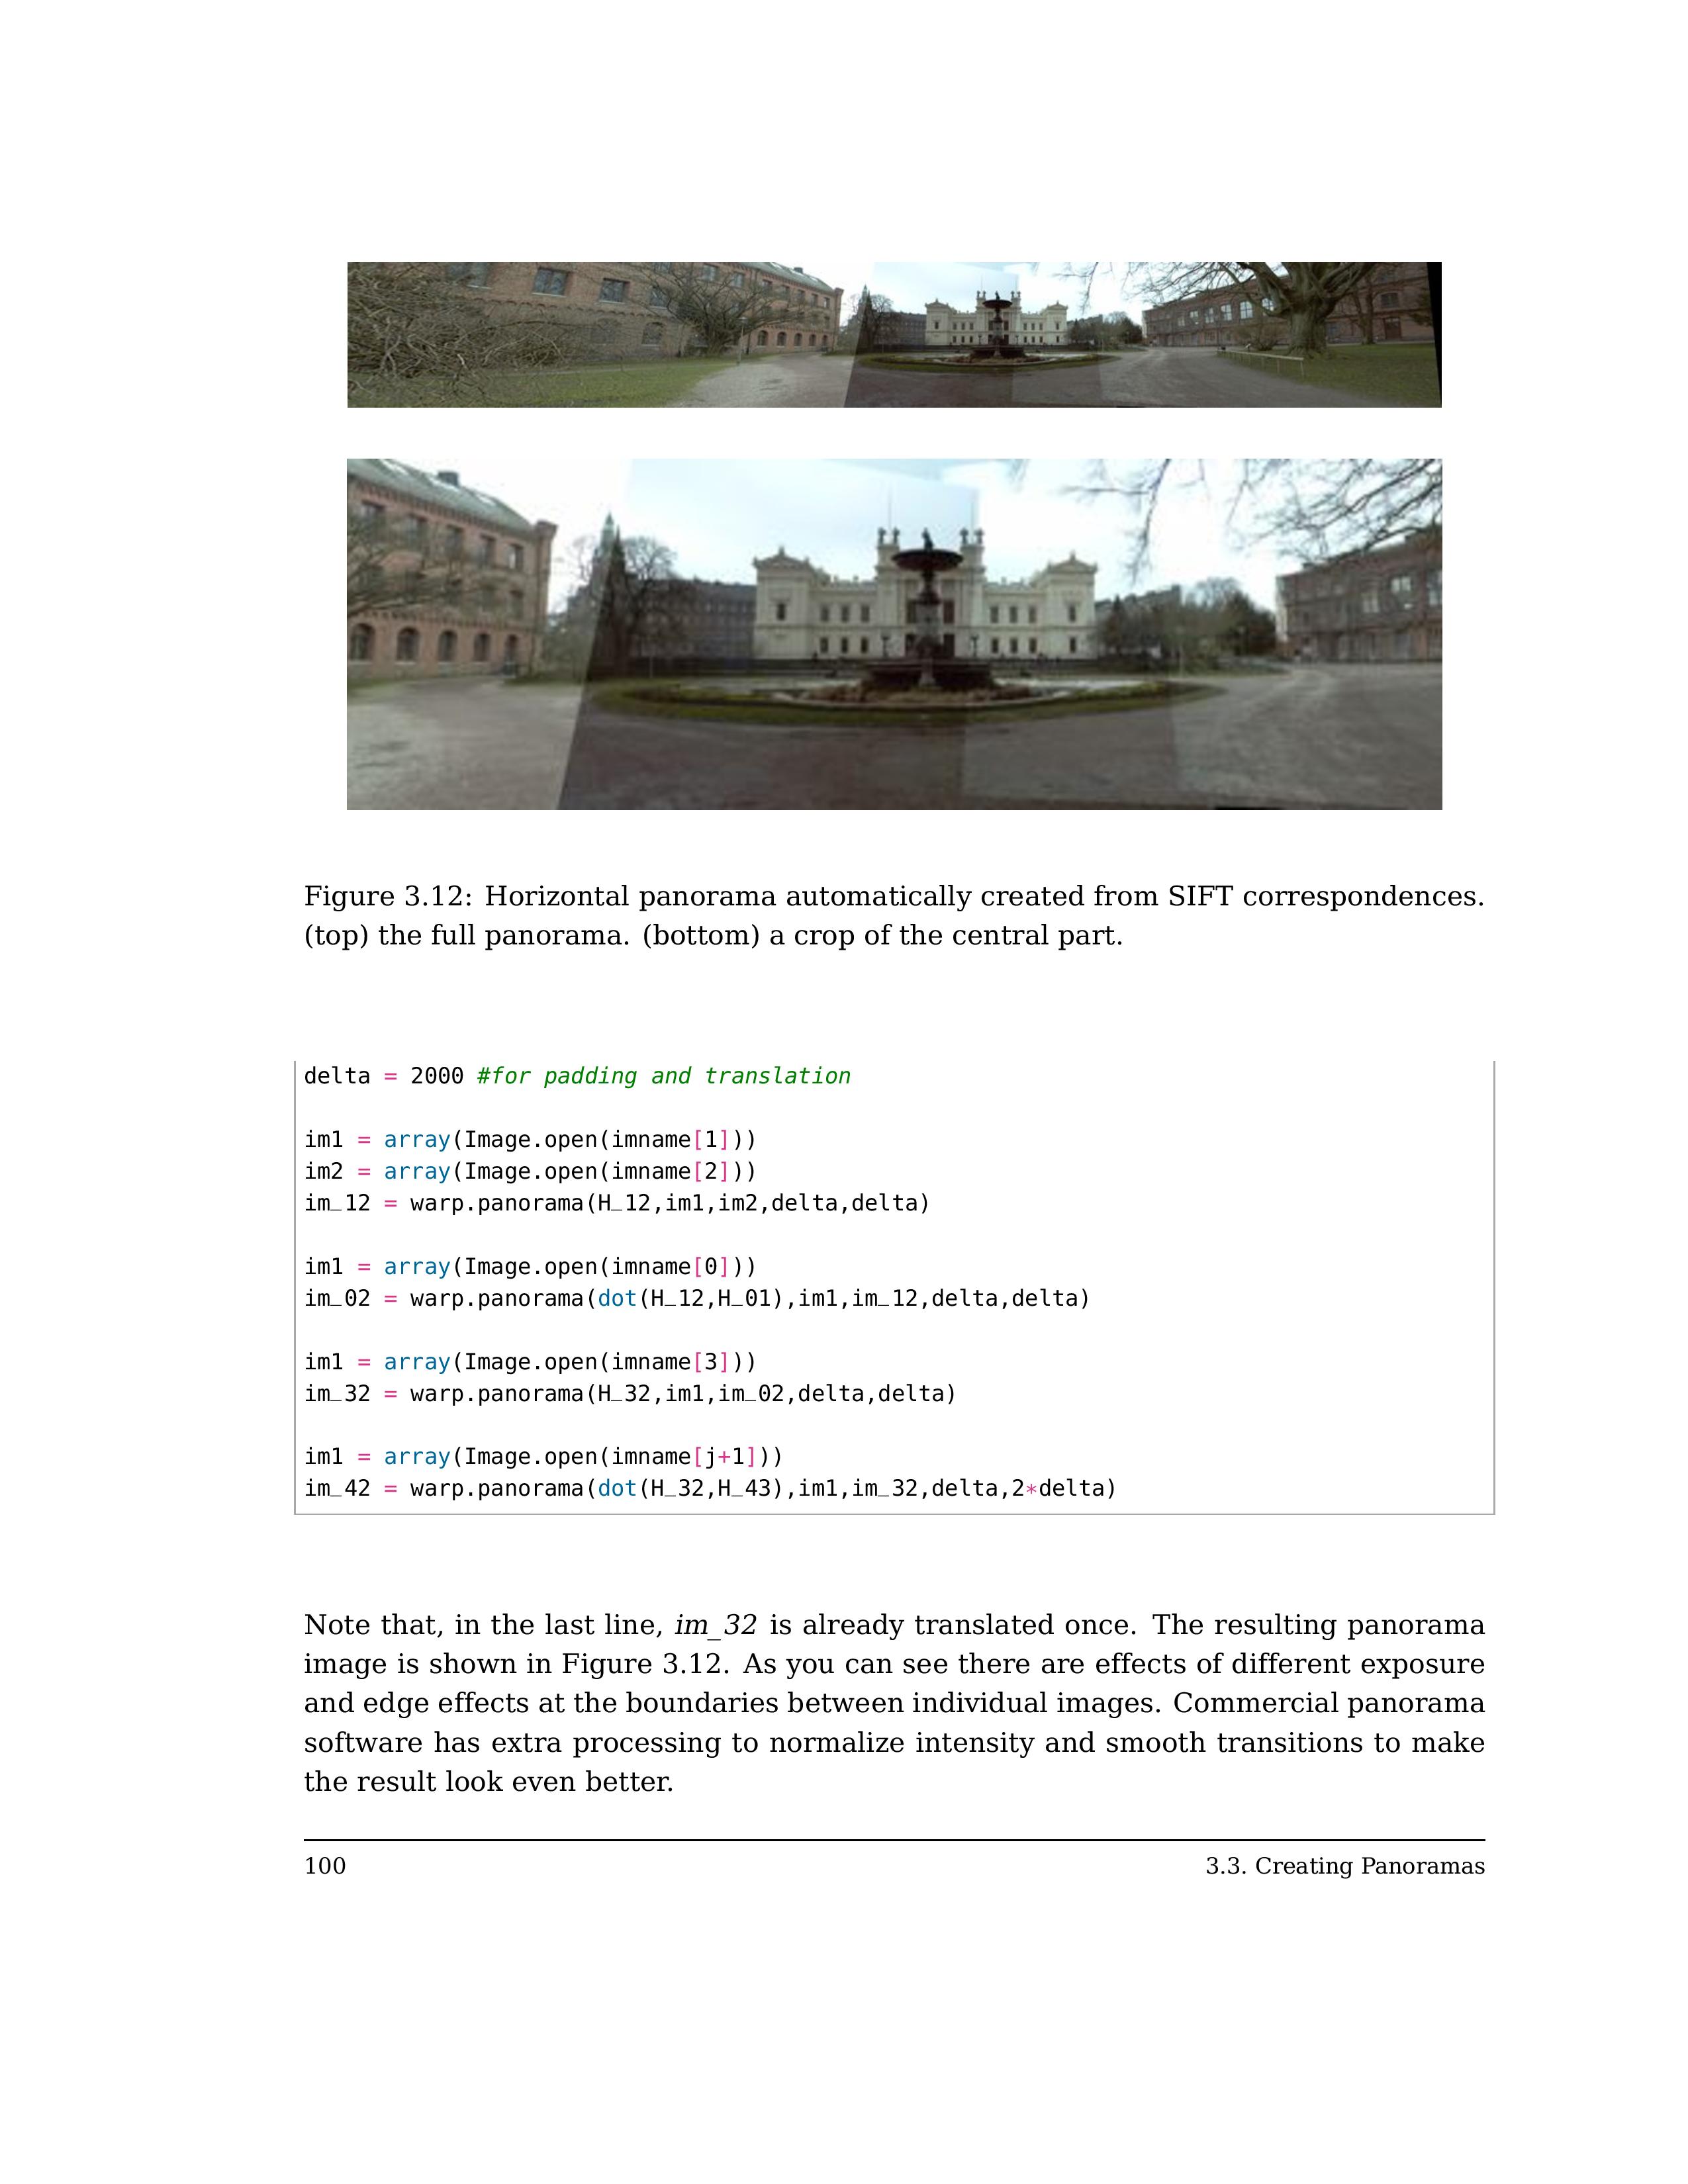 Figure 3.12: Horizontal panorama automatically created from SIFT correspondences.
(top) the full panorama. (bottom) a crop of the central part.
delta = 2000 #for padding and translation
im1 = array(Image.open(imname[1]))
im2 = array(Image.open(imname[2]))
im_12 = warp.panorama(H_12,im1,im2,delta,delta)
im1 = array(Image.open(imname[0]))
im_02 = warp.panorama(dot(H_12,H_01),im1,im_12,delta,delta)
im1 = array(Image.open(imname[3]))
im_32 = warp.panorama(H_32,im1,im_02,delta,delta)
im1 = array(Image.open(imname[j+1]))
im_42 = warp.panorama(dot(H_32,H_43),im1,im_32,delta,2*delta)
Note that, in the last line, im_32 is already translated once. The resulting panorama
image is shown in Figure 3.12. As you can see there are effects of different exposure
and edge effects at the boundaries between individual images. Commercial panorama
software has extra processing to normalize intensity and smooth transitions to make
the result look even better.
100 3.3. Creating Panoramas